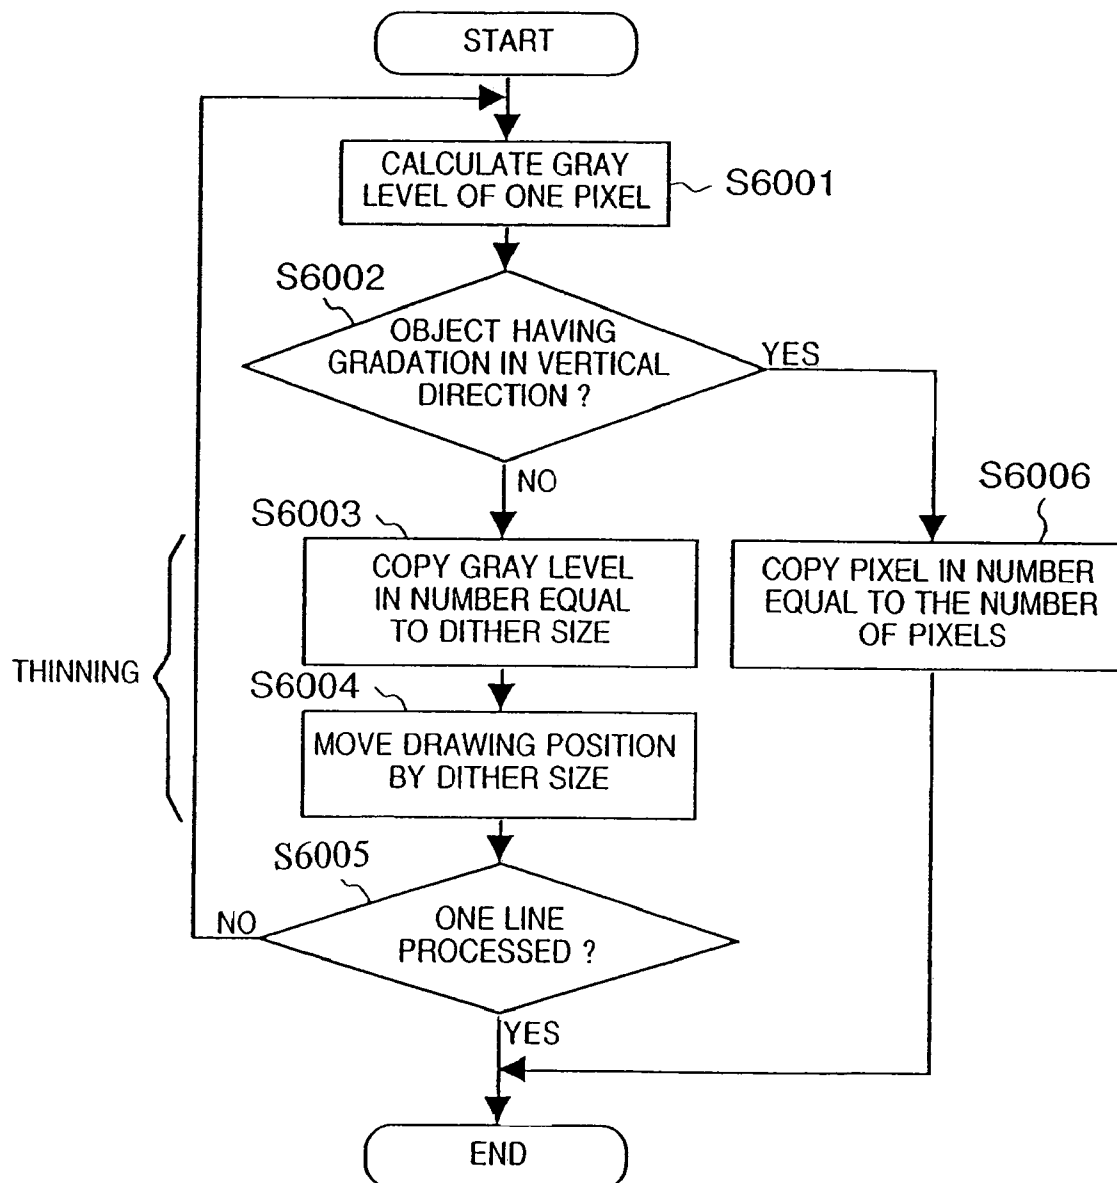 START
CALCULATE GRAY
LEVEL OF ONE PIXEL
S6001
S6002
OBJECT HAVING
GRADATION IN VERTICAL
DIRECTION ?
YES
NO
S6003
COPY GRAY LEVEL
IN NUMBER EQUAL
TO DITHER SIZE
S6006
COPY PIXEL IN NUMBER
EQUAL TO THE NUMBER
OF PIXELS
THINNING
S6004
MOVE DRAWING POSITION
BY DITHER SIZE
S6005
ONE LINE
PROCESSED ?
NO
YES
END